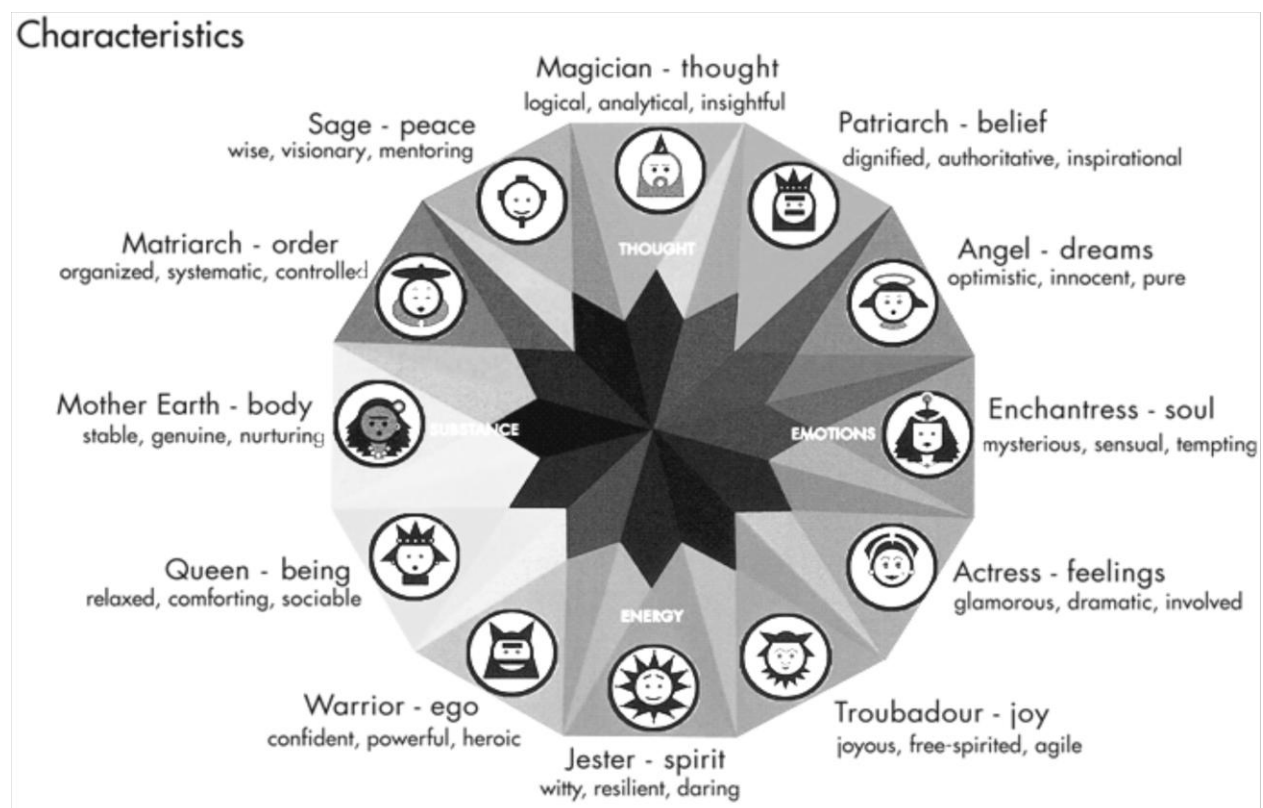 Characteristics
Magician - thought
logical, analytical, insightful
Patriarch - belief
dignified, authoritative, inspirational
Angel - dreams
optimistic, innocent, pure
Enchantress - soul
mysterious, sensual, tempting
Actress - feelings
glamorous, dramatic, involved
Troubadour - joy
joyous, free-spirited, agile
Jester - spirit
witty, resilient, daring
Warrior - ego
confident, powerful, heroic
Queen - being
relaxed, comforting, sociable
Mother Earth - body
stable, genuine, nurturing
Matriarch - order
organized, systematic, controlled
Sage - peace
wise, visionary, mentoring
THOUGHT
EMOTIONS
ENERGY
SUBSTANCE